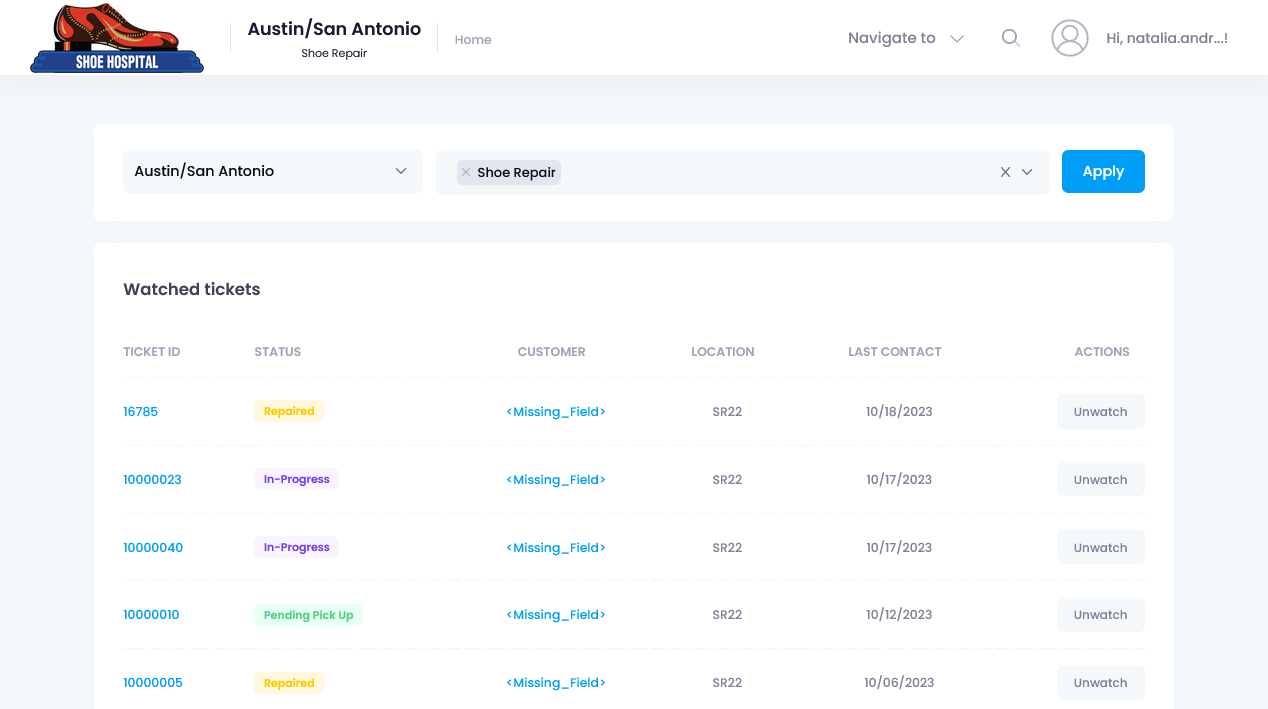 SHOE HOSPITAL
Austin/San Antonio
Shoe Repair
Home
Navigate to
Hi, natalia.andr...!
Austin/San Antonio
Shoe Repair
Apply
Watched tickets
TICKET ID STATUS CUSTOMER LOCATION LAST CONTACT ACTIONS
16785 Repaired <Missing_Field> SR22 10/18/2023 Unwatch
10000023 In-Progress <Missing_Field> SR22 10/17/2023 Unwatch
10000040 In-Progress <Missing_Field> SR22 10/17/2023 Unwatch
10000010 Pending Pick Up <Missing_Field> SR22 10/12/2023 Unwatch
10000005 Repaired <Missing_Field> SR22 10/06/2023 Unwatch